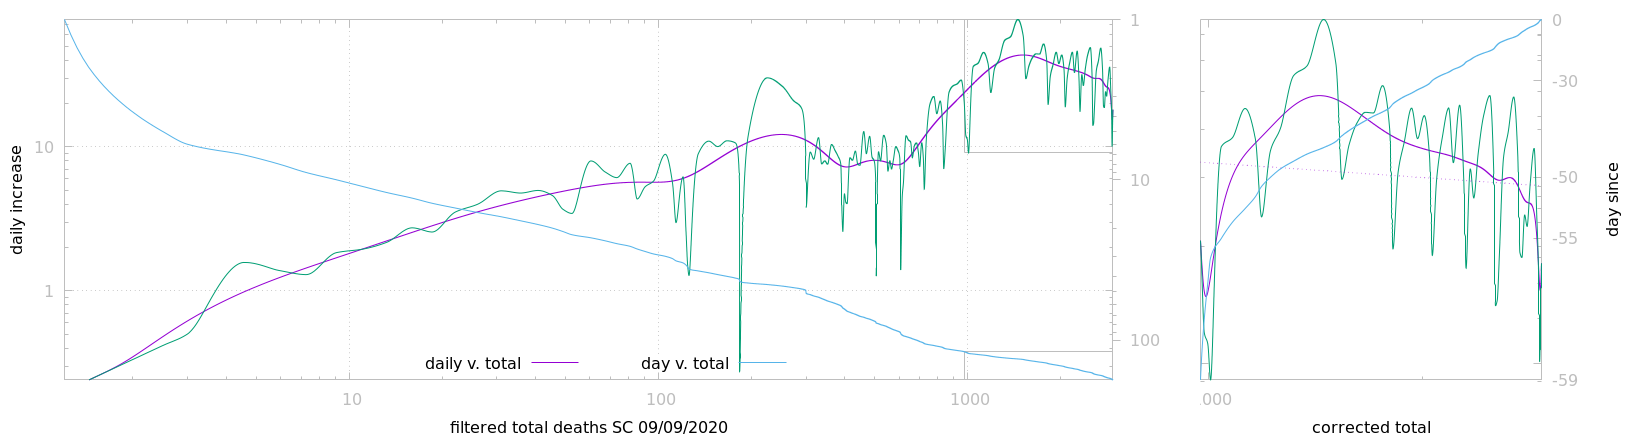 1
0
10
-30
daily increase
10
-50
day since
-55
1
100
daily v. total
day v. total
-59
10
100
1000
.000
filtered total deaths SC 09/09/2020
corrected total